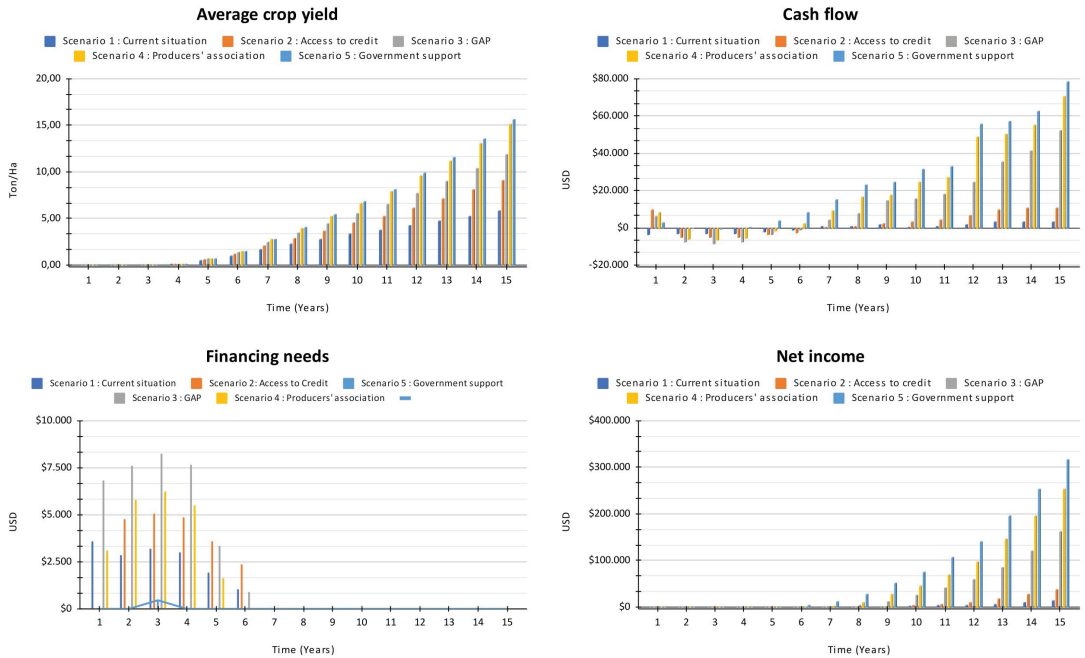 Average crop yield
Scenario 1 : Current situation Scenario 2 : Access to credit Scenario 3 : GAP
Scenario 4 : Producers' association Scenario 5 : Government support
20,00
15,00
10,00
5,00
0,00
Ton/Ha
1 2 3 4 5 6 7 8 9 10 11 12 13 14 15
Time (Years)
Cash flow
Scenario 1 : Current situation Scenario 2 : Access to credit Scenario 3 : GAP
Scenario 4 : Producers' association Scenario 5 : Government support
$80.000
$60.000
$40.000
$20.000
$0
-$20.000
USD
1 2 3 4 5 6 7 8 9 10 11 12 13 14 15
Time (Years)
Financing needs
Scenario 1 : Current situation Scenario 2: Access to Credit Scenario 5 : Government support
Scenario 3 : GAP Scenario 4 : Producers' association
$10.000
$7.500
$5.000
$2.500
$0
USD
1 2 3 4 5 6 7 8 9 10 11 12 13 14 15
Time (Years)
Net income
Scenario 1 : Current situation Scenario 2 : Access to credit Scenario 3 : GAP
Scenario 4 : Producers' association Scenario 5 : Government support
$400.000
$300.000
$200.000
$100.000
$0
USD
1 2 3 4 5 6 7 8 9 10 11 12 13 14 15
Time (Years)